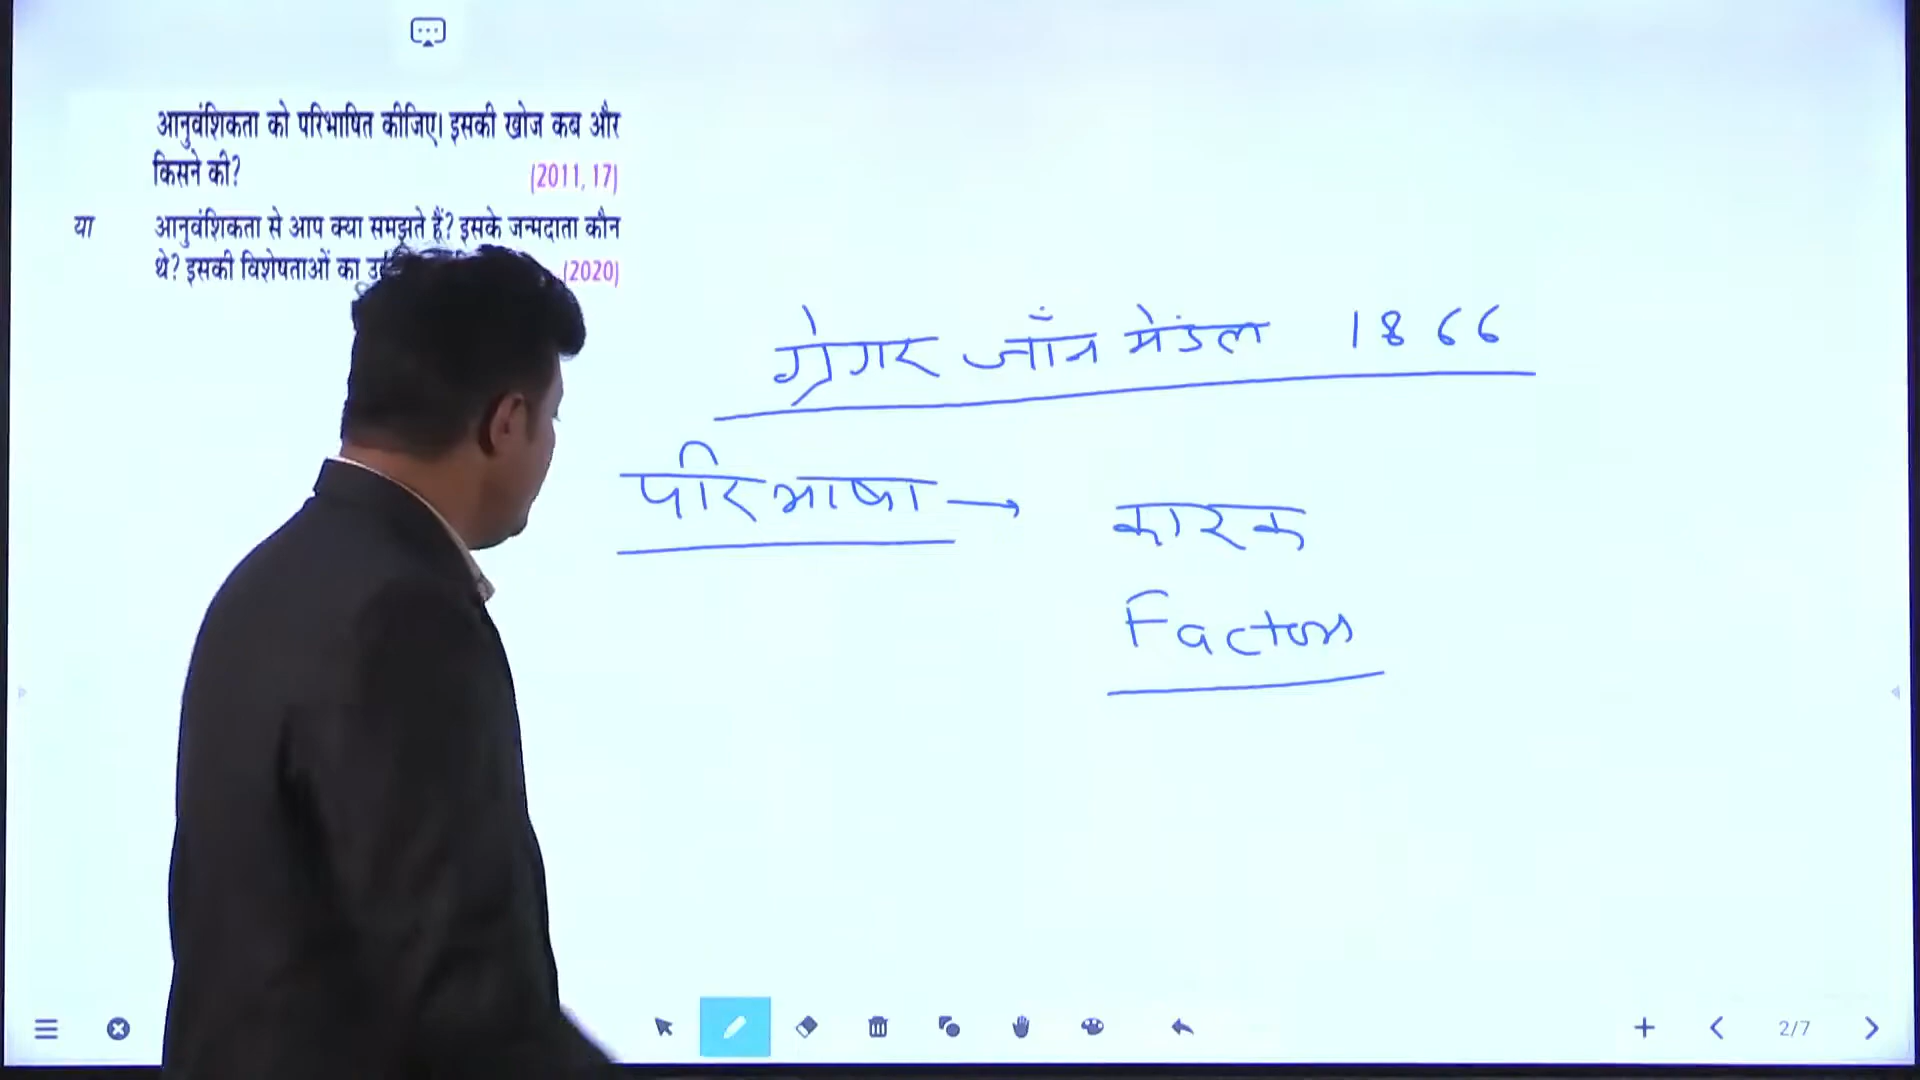 आनुवंशिकता को परिभाषित कीजिए। इसकी खोज कब और
किसने की? (2011, 17)
या आनुवंशिकता से आप क्या समझते हैं? इसके जन्मदाता कौन
थे? इसकी विशेषताओं का (2020)
ग्रेगर जॉन मेंडल 1866
परिभाषा →
कारक
Factors
2/7